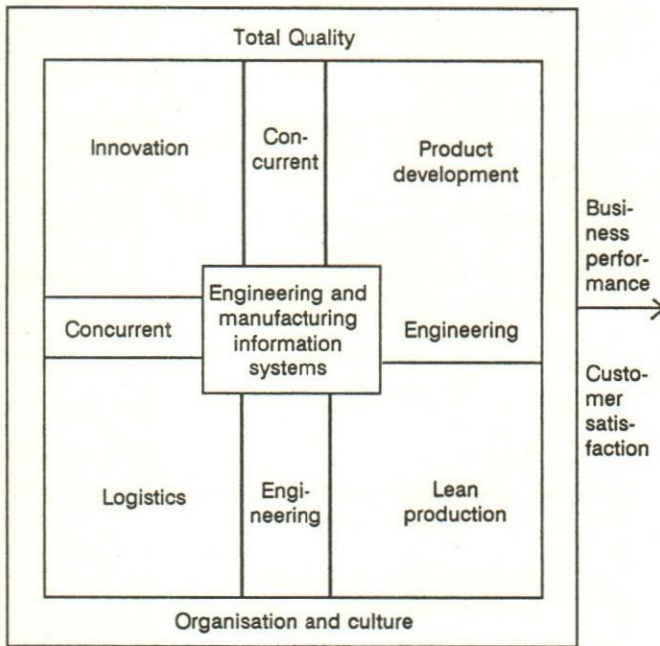 Total Quality
Innovation
Con-
current
Product
development
Busi-
ness
perfor-
mance
Engineering and
manufacturing
information
systems
Concurrent
Engineering
Custo-
mer
satis-
faction
Logistics
Engi-
neering
Lean
production
Organisation and culture